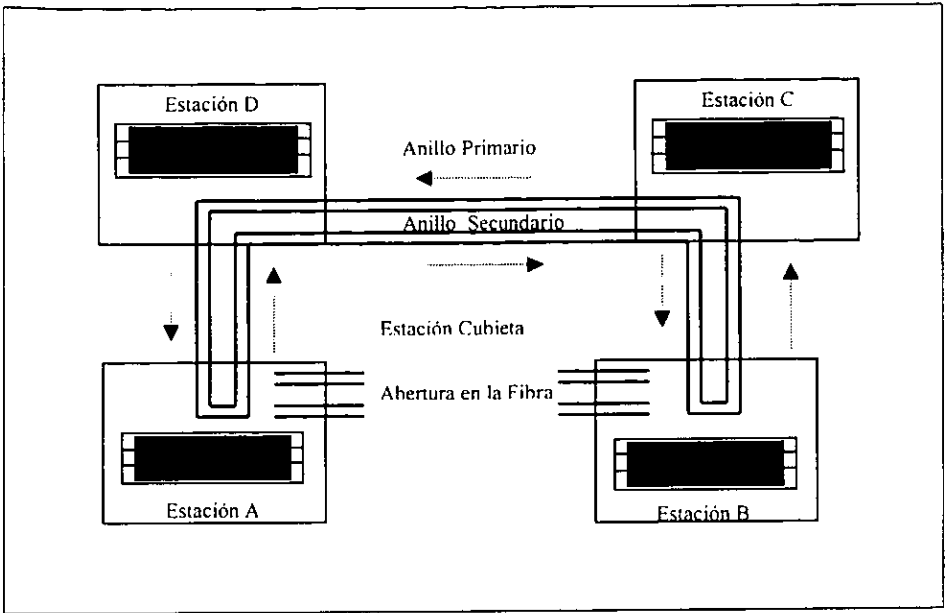 Estación D
Estación C
Anillo Primario
Anillo Secundario
Estación Cubieta
Abertura en la Fibra
Estación A
Estación B